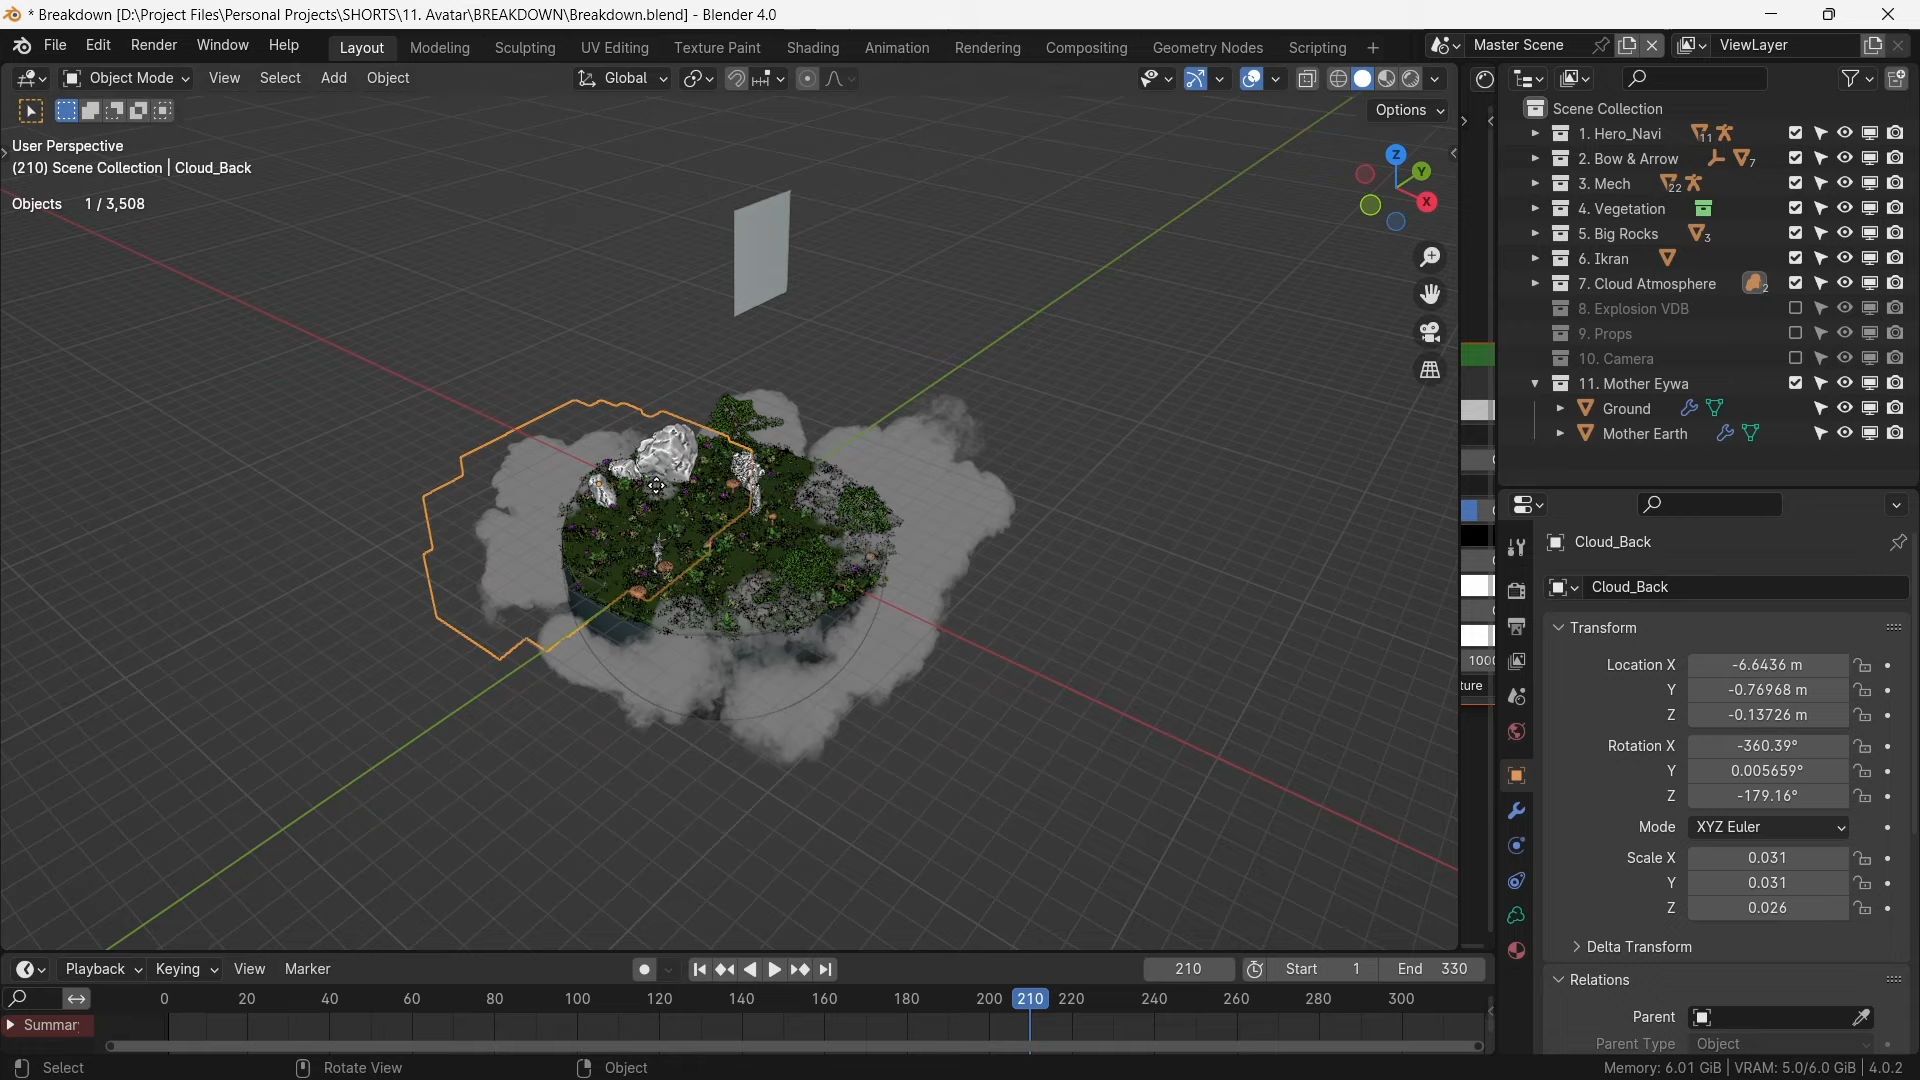 * Breakdown [D:\Project Files\Personal Projects\SHORTS\11. Avatar\BREAKDOWN\Breakdown.blend] - Blender 4.0
File Edit Render Window Help Layout Modeling Sculpting UV Editing Texture Paint Shading Animation Rendering Compositing Geometry Nodes Scripting + Master Scene ViewLayer
Object Mode View Select Add Object Global
Options
User Perspective
(210) Scene Collection | Cloud_Back
Objects 1 / 3,508
Z
Y
X
Scene Collection
1. Hero_Navi 11
2. Bow & Arrow 7
3. Mech 22
4. Vegetation
5. Big Rocks 3
6. Ikran
7. Cloud Atmosphere 2
8. Explosion VDB
9. Props
10. Camera
11. Mother Eywa
Ground
Mother Earth
Cloud_Back
Cloud_Back
Transform
Location X -6.6436 m
Y -0.76968 m
Z -0.13726 m
Rotation X -360.39°
Y 0.005659°
Z -179.16°
Mode XYZ Euler
Scale X 0.031
Y 0.031
Z 0.026
Delta Transform
Relations
Parent
Parent Type Object
ture
Playback Keying View Marker 210 Start 1 End 330
0 20 40 60 80 100 120 140 160 180 200 210 220 240 260 280 300
Summar
Select Rotate View Object Memory: 6.01 GiB | VRAM: 5.0/6.0 GiB | 4.0.2